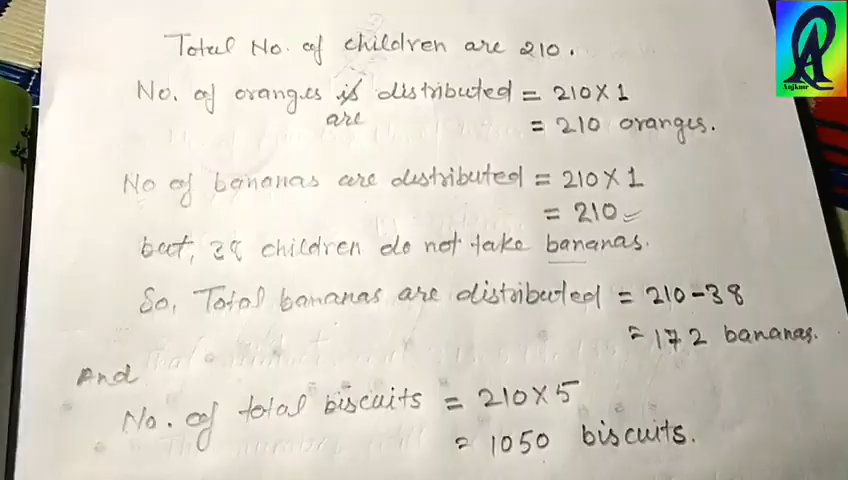 Total No. of children are 210.
No. of oranges is distributed = 210 X 1
are
= 210 oranges.
No of bananas are distributed = 210 X 1
= 210
but, 38 children do not take bananas.
So, Total bananas are distributed = 210 - 38
= 172 bananas.
And
No. of total biscuits = 210 X 5
= 1050 biscuits.